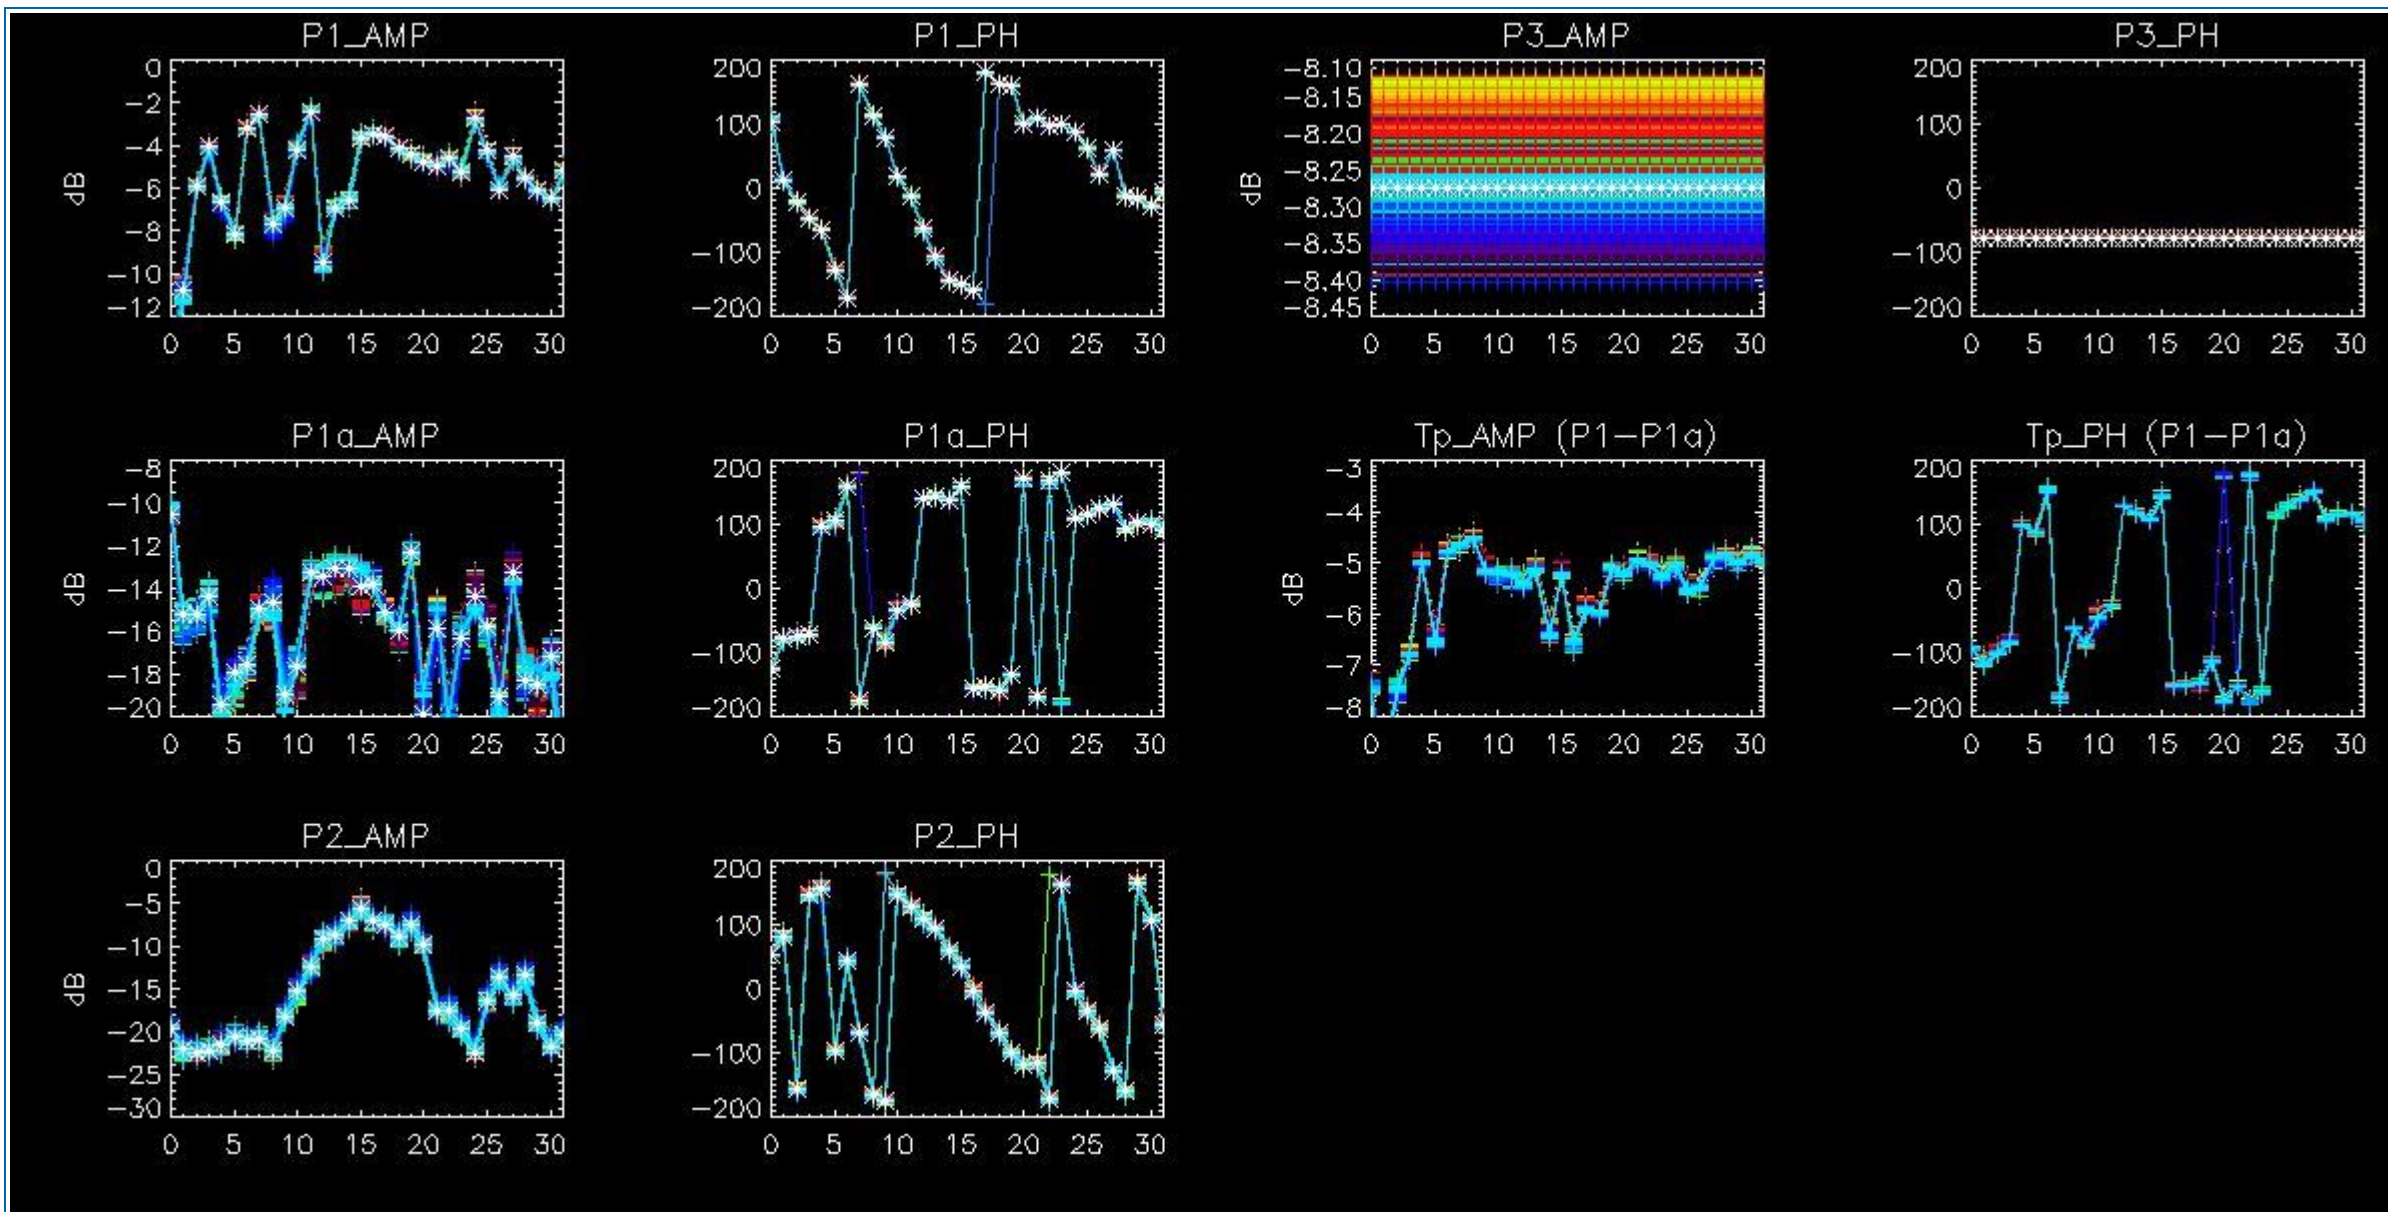 P1_AMP P1_PH P3_AMP P3_PH
0 200 -8.10 200
-2 100 -8.15 100
-4 0 -8.20 0
-6 -100 -8.25 -100
-8 -200 -8.30 -200
-10 -8.35
-12 -8.40
-8.45
dB dB
0 5 10 15 20 25 30 0 5 10 15 20 25 30 0 5 10 15 20 25 30 0 5 10 15 20 25 30
P1a_AMP P1a_PH Tp_AMP (P1-P1a) Tp_PH (P1-P1a)
-8 200 -3 200
-10 100 -4 100
-12 0 -5 0
-14 -100 -6 -100
-16 -200 -7 -200
-18 -8
-20
dB dB
0 5 10 15 20 25 30 0 5 10 15 20 25 30 0 5 10 15 20 25 30 0 5 10 15 20 25 30
P2_AMP P2_PH
0 200
-5 100
-10 0
-15 -100
-20 -200
-25
-30
dB
0 5 10 15 20 25 30 0 5 10 15 20 25 30